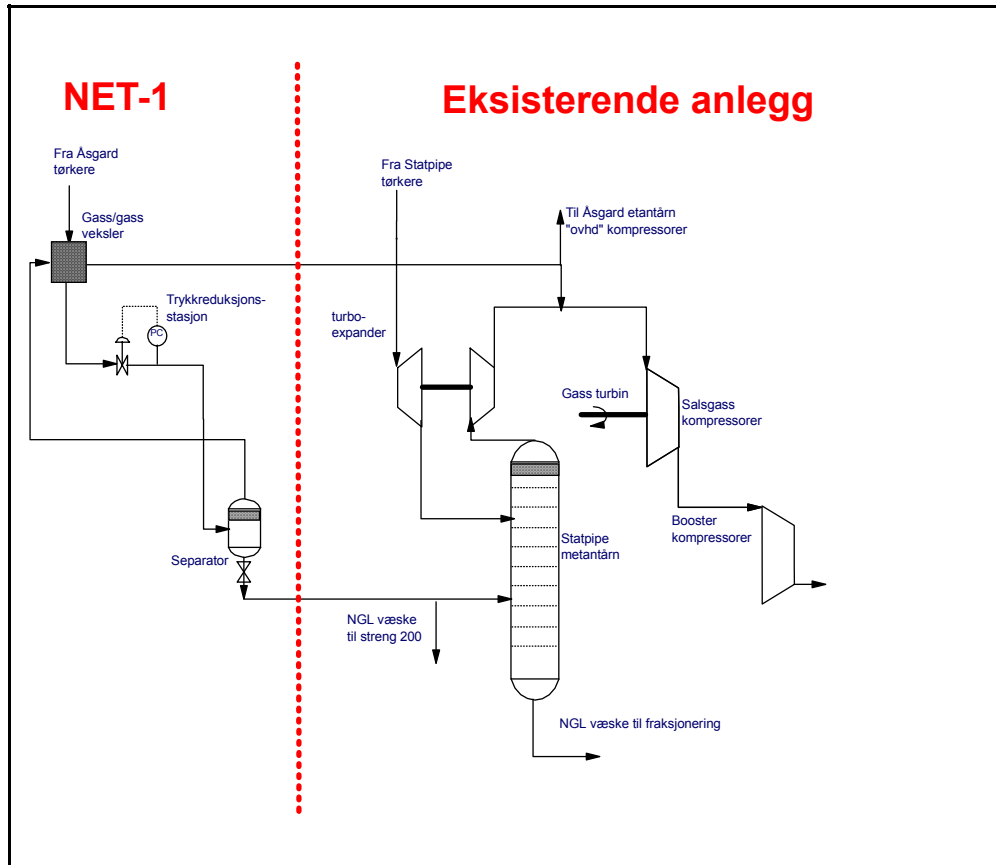 NET-1
Eksisterende anlegg
Fra Åsgard
tørkere
Fra Statpipe
tørkere
Gass/gass
veksler
Til Åsgard etantårn
"ovhd" kompressorer
Trykkreduksjons-
stasjon
PC
turbo-
expander
Gass turbin
Salsgass
kompressorer
Booster
kompressorer
Statpipe
metantårn
Separator
NGL væske
til streng 200
NGL væske til fraksjonering